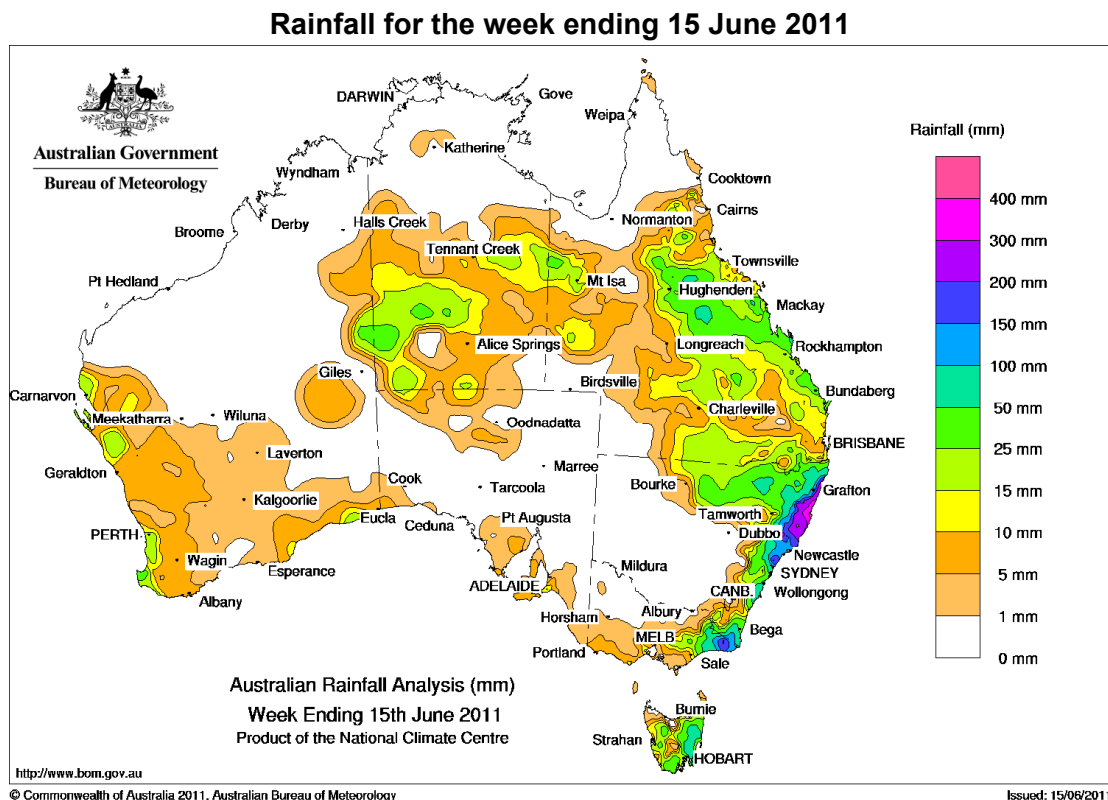 Rainfall for the week ending 15 June 2011
Australian Government
Bureau of Meteorology
DARWIN
Gove
Weipa
Katherine
Wyndham
Cooktown
Derby
Halls Creek
Normanton
Cairns
Broome
Tennant Creek
Townsville
Pt Hedland
Mt Isa
Hughenden
Mackay
Alice Springs
Longreach
Rockhampton
Giles
Birdsville
Carnarvon
Bundaberg
Meekatharra
Wiluna
Oodnadatta
Charleville
Laverton
BRISBANE
Geraldton
Marree
Cook
Tarcoola
Bourke
Grafton
Kalgoorlie
Eucla
Ceduna
Pt Augusta
Tamworth
PERTH
Dubbo
Wagin
Newcastle
Esperance
Mildura
SYDNEY
ADELAIDE
CANB.
Wollongong
Albany
Horsham
Albury
MELB
Bega
Portland
Sale
Burnie
Strahan
HOBART
Rainfall (mm)
400 mm
300 mm
200 mm
150 mm
100 mm
50 mm
25 mm
15 mm
10 mm
5 mm
1 mm
0 mm
Australian Rainfall Analysis (mm)
Week Ending 15th June 2011
Product of the National Climate Centre
http://www.bom.gov.au
© Commonwealth of Australia 2011, Australian Bureau of Meteorology
Issued: 15/06/2011